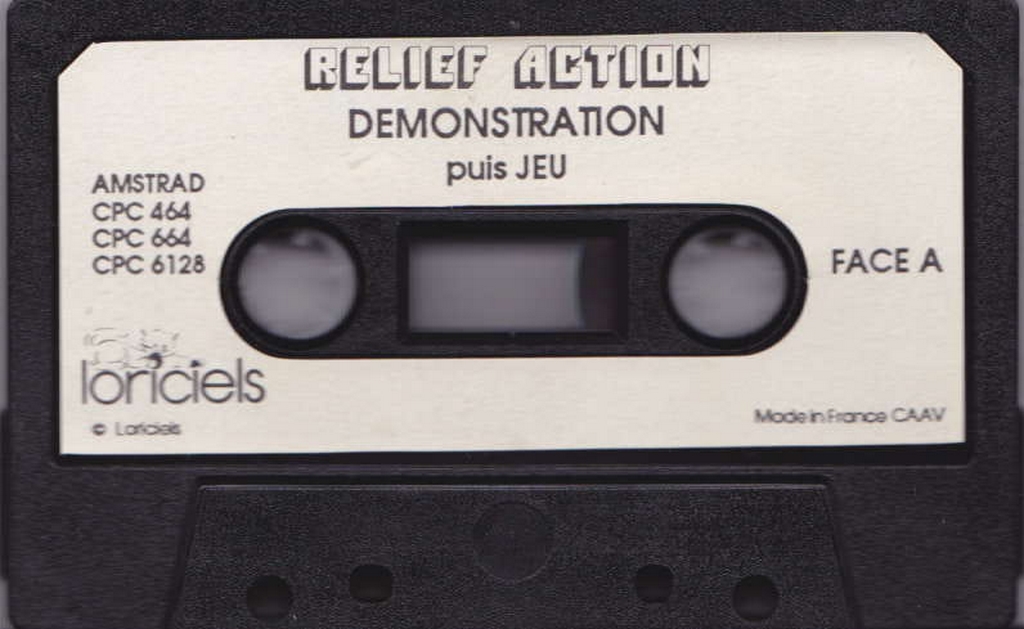 RELIEF ACTION
DEMONSTRATION
puis JEU
AMSTRAD
CPC 464
CPC 664
CPC 6128
FACE A
loriciels
© Loriciels
Made in France CAAV